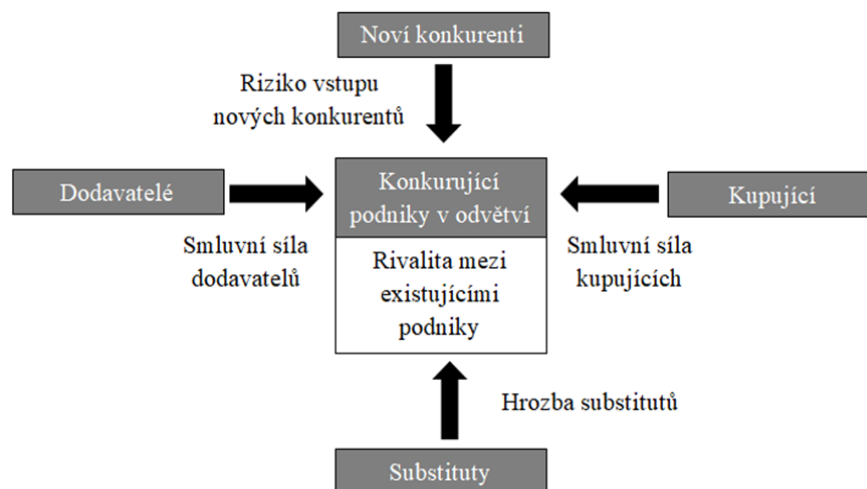 Noví konkurenti
Riziko vstupu
nových konkurentů
Dodavatelé
Konkurující
podniky v odvětví
Kupující
Smluvní síla
dodavatelů
Rivalita mezi
existujícími
podniky
Smluvní síla
kupujících
Hrozba substitutů
Substituty